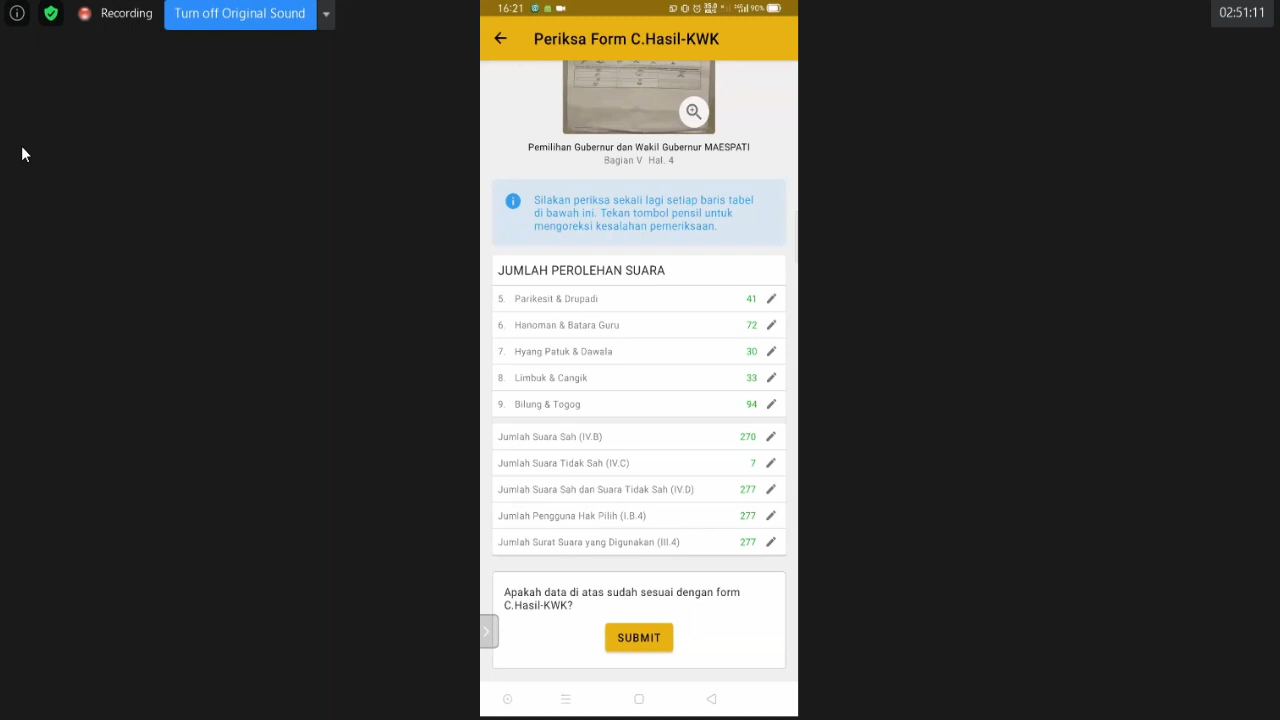 Recording
Turn off Original Sound
02:51:11
16:21
90%
Periksa Form C.Hasil-KWK
Pemilihan Gubernur dan Wakil Gubernur MAESPATI
Bagian V Hal. 4
Silakan periksa sekali lagi setiap baris tabel
di bawah ini. Tekan tombol pensil untuk
mengoreksi kesalahan pemeriksaan.
JUMLAH PEROLEHAN SUARA
5. Parikesit & Drupadi 41
6. Hanoman & Batara Guru 72
7. Hyang Patuk & Dawala 30
8. Limbuk & Cangik 33
9. Bilung & Togog 94
Jumlah Suara Sah (IV.B) 270
Jumlah Suara Tidak Sah (IV.C) 7
Jumlah Suara Sah dan Suara Tidak Sah (IV.D) 277
Jumlah Pengguna Hak Pilih (I.B.4) 277
Jumlah Surat Suara yang Digunakan (III.4) 277
Apakah data di atas sudah sesuai dengan form
C.Hasil-KWK?
SUBMIT